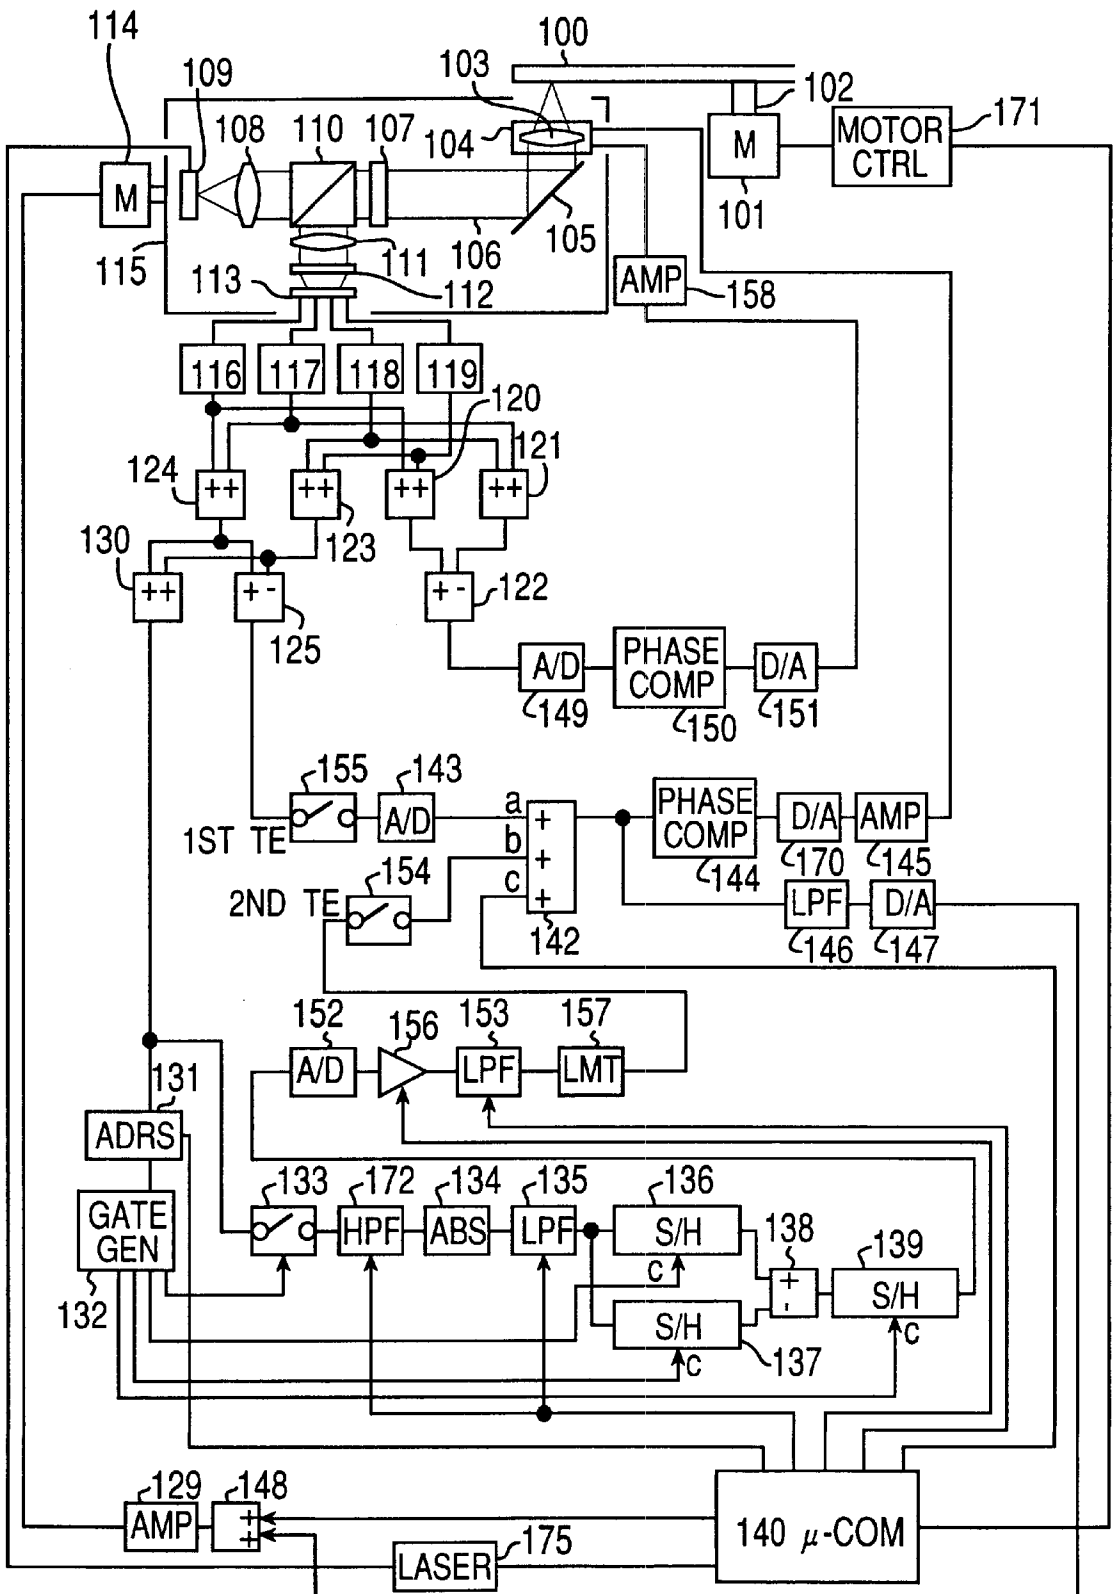 114
109
108
110
107
103
100
104
102
171
M
M
MOTOR
CTRL
101
105
106
115
111
112
113
AMP
158
116
117
118
119
120
121
124
++
++
++
++
123
130
++
+ -
+ -
122
125
A/D
PHASE
COMP
D/A
149
150
151
155
143
1ST TE
A/D
a
+
b
+
c
+
142
PHASE
COMP
144
D/A
170
AMP
145
154
2ND TE
LPF
146
D/A
147
152
156
153
157
A/D
LPF
LMT
131
ADRS
GATE
GEN
132
133
172
134
135
136
HPF
ABS
LPF
S/H
c
138
+
-
139
S/H
c
S/H
c
137
129
148
AMP
+
+
140 μ-COM
LASER
175